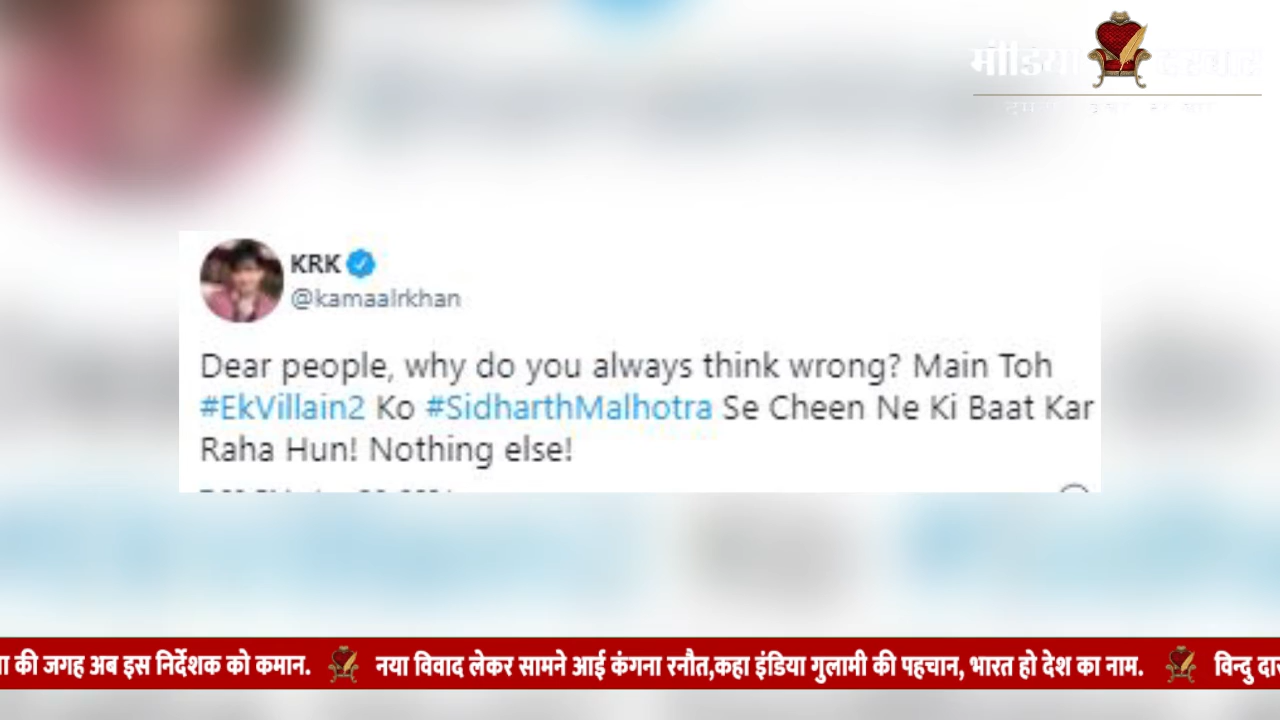 मीडिया
KRK
@kamaalrkhan
Dear people, why do you always think wrong? Main Toh
#EkVillain2 Ko #SidharthMalhotra Se Cheen Ne Ki Baat Kar
Raha Hun! Nothing else!
की जगह अब इस निर्देशक को कमान. नया विवाद लेकर सामने आई कंगना रनौत,कहा इंडिया गुलामी की पहचान, भारत हो देश का नाम. विन्दु